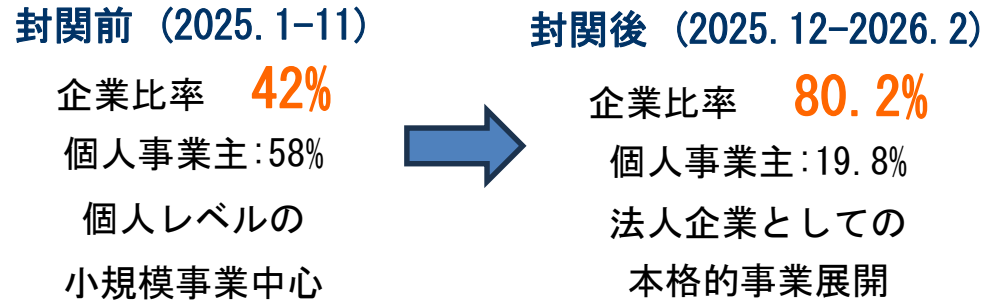 封関前 (2025.1-11)
企業比率 42%
個人事業主:58%
個人レベルの
小規模事業中心
封関後 (2025.12-2026.2)
企業比率 80.2%
個人事業主:19.8%
法人企業としての
本格的事業展開